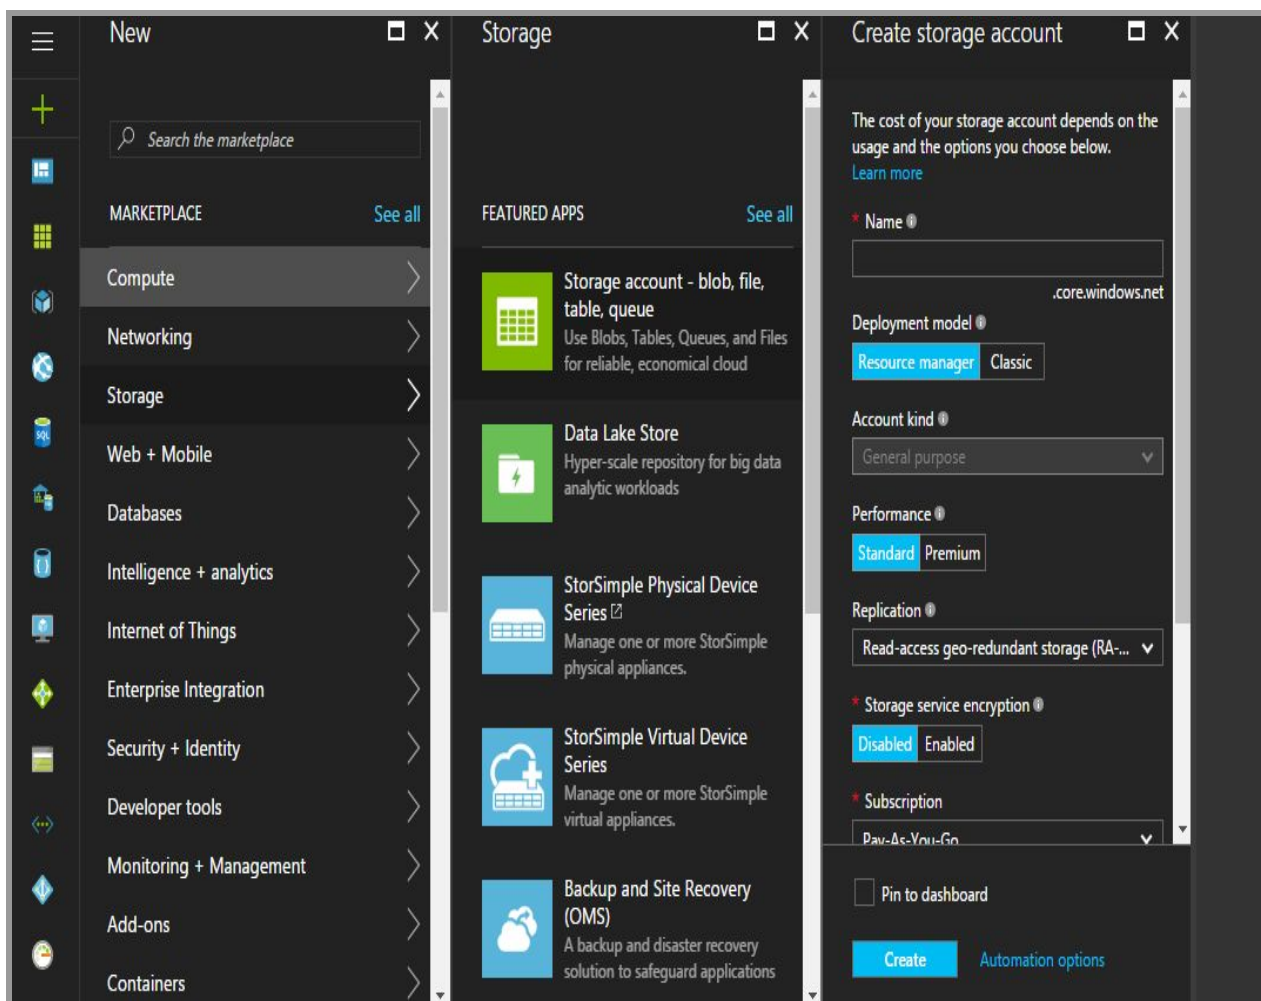 New
Search the marketplace
MARKETPLACE
See all
Compute
Networking
Storage
Web + Mobile
Databases
Intelligence + analytics
Internet of Things
Enterprise Integration
Security + Identity
Developer tools
Monitoring + Management
Add-ons
Containers
SQL
Storage
FEATURED APPS
See all
Storage account - blob, file,
table, queue
Use Blobs, Tables, Queues, and Files
for reliable, economical cloud
Data Lake Store
Hyper-scale repository for big data
analytic workloads
StorSimple Physical Device
Series
Manage one or more StorSimple
physical appliances.
StorSimple Virtual Device
Series
Manage one or more StorSimple
virtual appliances.
Backup and Site Recovery
(OMS)
A backup and disaster recovery
solution to safeguard applications
Create storage account
The cost of your storage account depends on the
usage and the options you choose below.
Learn more
* Name
.core.windows.net
Deployment model
Resource manager Classic
Account kind
General purpose
Performance
Standard Premium
Replication
Read-access geo-redundant storage (RA-...
* Storage service encryption
Disabled Enabled
* Subscription
Pay-As-You-Go
Pin to dashboard
Create
Automation options